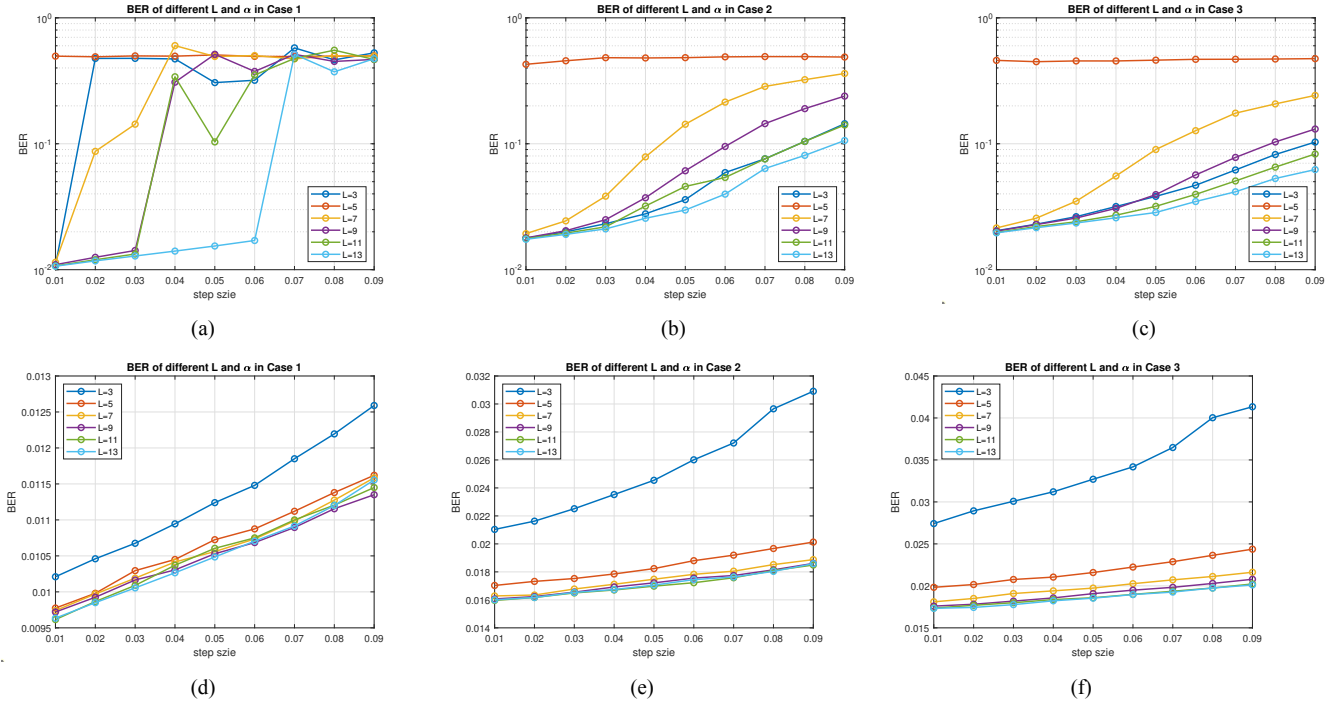 BER of different L and α in Case 1
10^0
10^-1
10^-2
BER
0.01 0.02 0.03 0.04 0.05 0.06 0.07 0.08 0.09
step szie
L=3
L=5
L=7
L=9
L=11
L=13
(a)
BER of different L and α in Case 2
10^0
10^-1
10^-2
BER
0.01 0.02 0.03 0.04 0.05 0.06 0.07 0.08 0.09
step szie
L=3
L=5
L=7
L=9
L=11
L=13
(b)
BER of different L and α in Case 3
10^0
10^-1
10^-2
BER
0.01 0.02 0.03 0.04 0.05 0.06 0.07 0.08 0.09
step szie
L=3
L=5
L=7
L=9
L=11
L=13
(c)
BER of different L and α in Case 1
0.013
0.0125
0.012
0.0115
0.011
0.0105
0.01
0.0095
BER
0.01 0.02 0.03 0.04 0.05 0.06 0.07 0.08 0.09
step szie
L=3
L=5
L=7
L=9
L=11
L=13
(d)
BER of different L and α in Case 2
0.032
0.03
0.028
0.026
0.024
0.022
0.02
0.018
0.016
0.014
BER
0.01 0.02 0.03 0.04 0.05 0.06 0.07 0.08 0.09
step szie
L=3
L=5
L=7
L=9
L=11
L=13
(e)
BER of different L and α in Case 3
0.045
0.04
0.035
0.03
0.025
0.02
0.015
BER
0.01 0.02 0.03 0.04 0.05 0.06 0.07 0.08 0.09
step szie
L=3
L=5
L=7
L=9
L=11
L=13
(f)